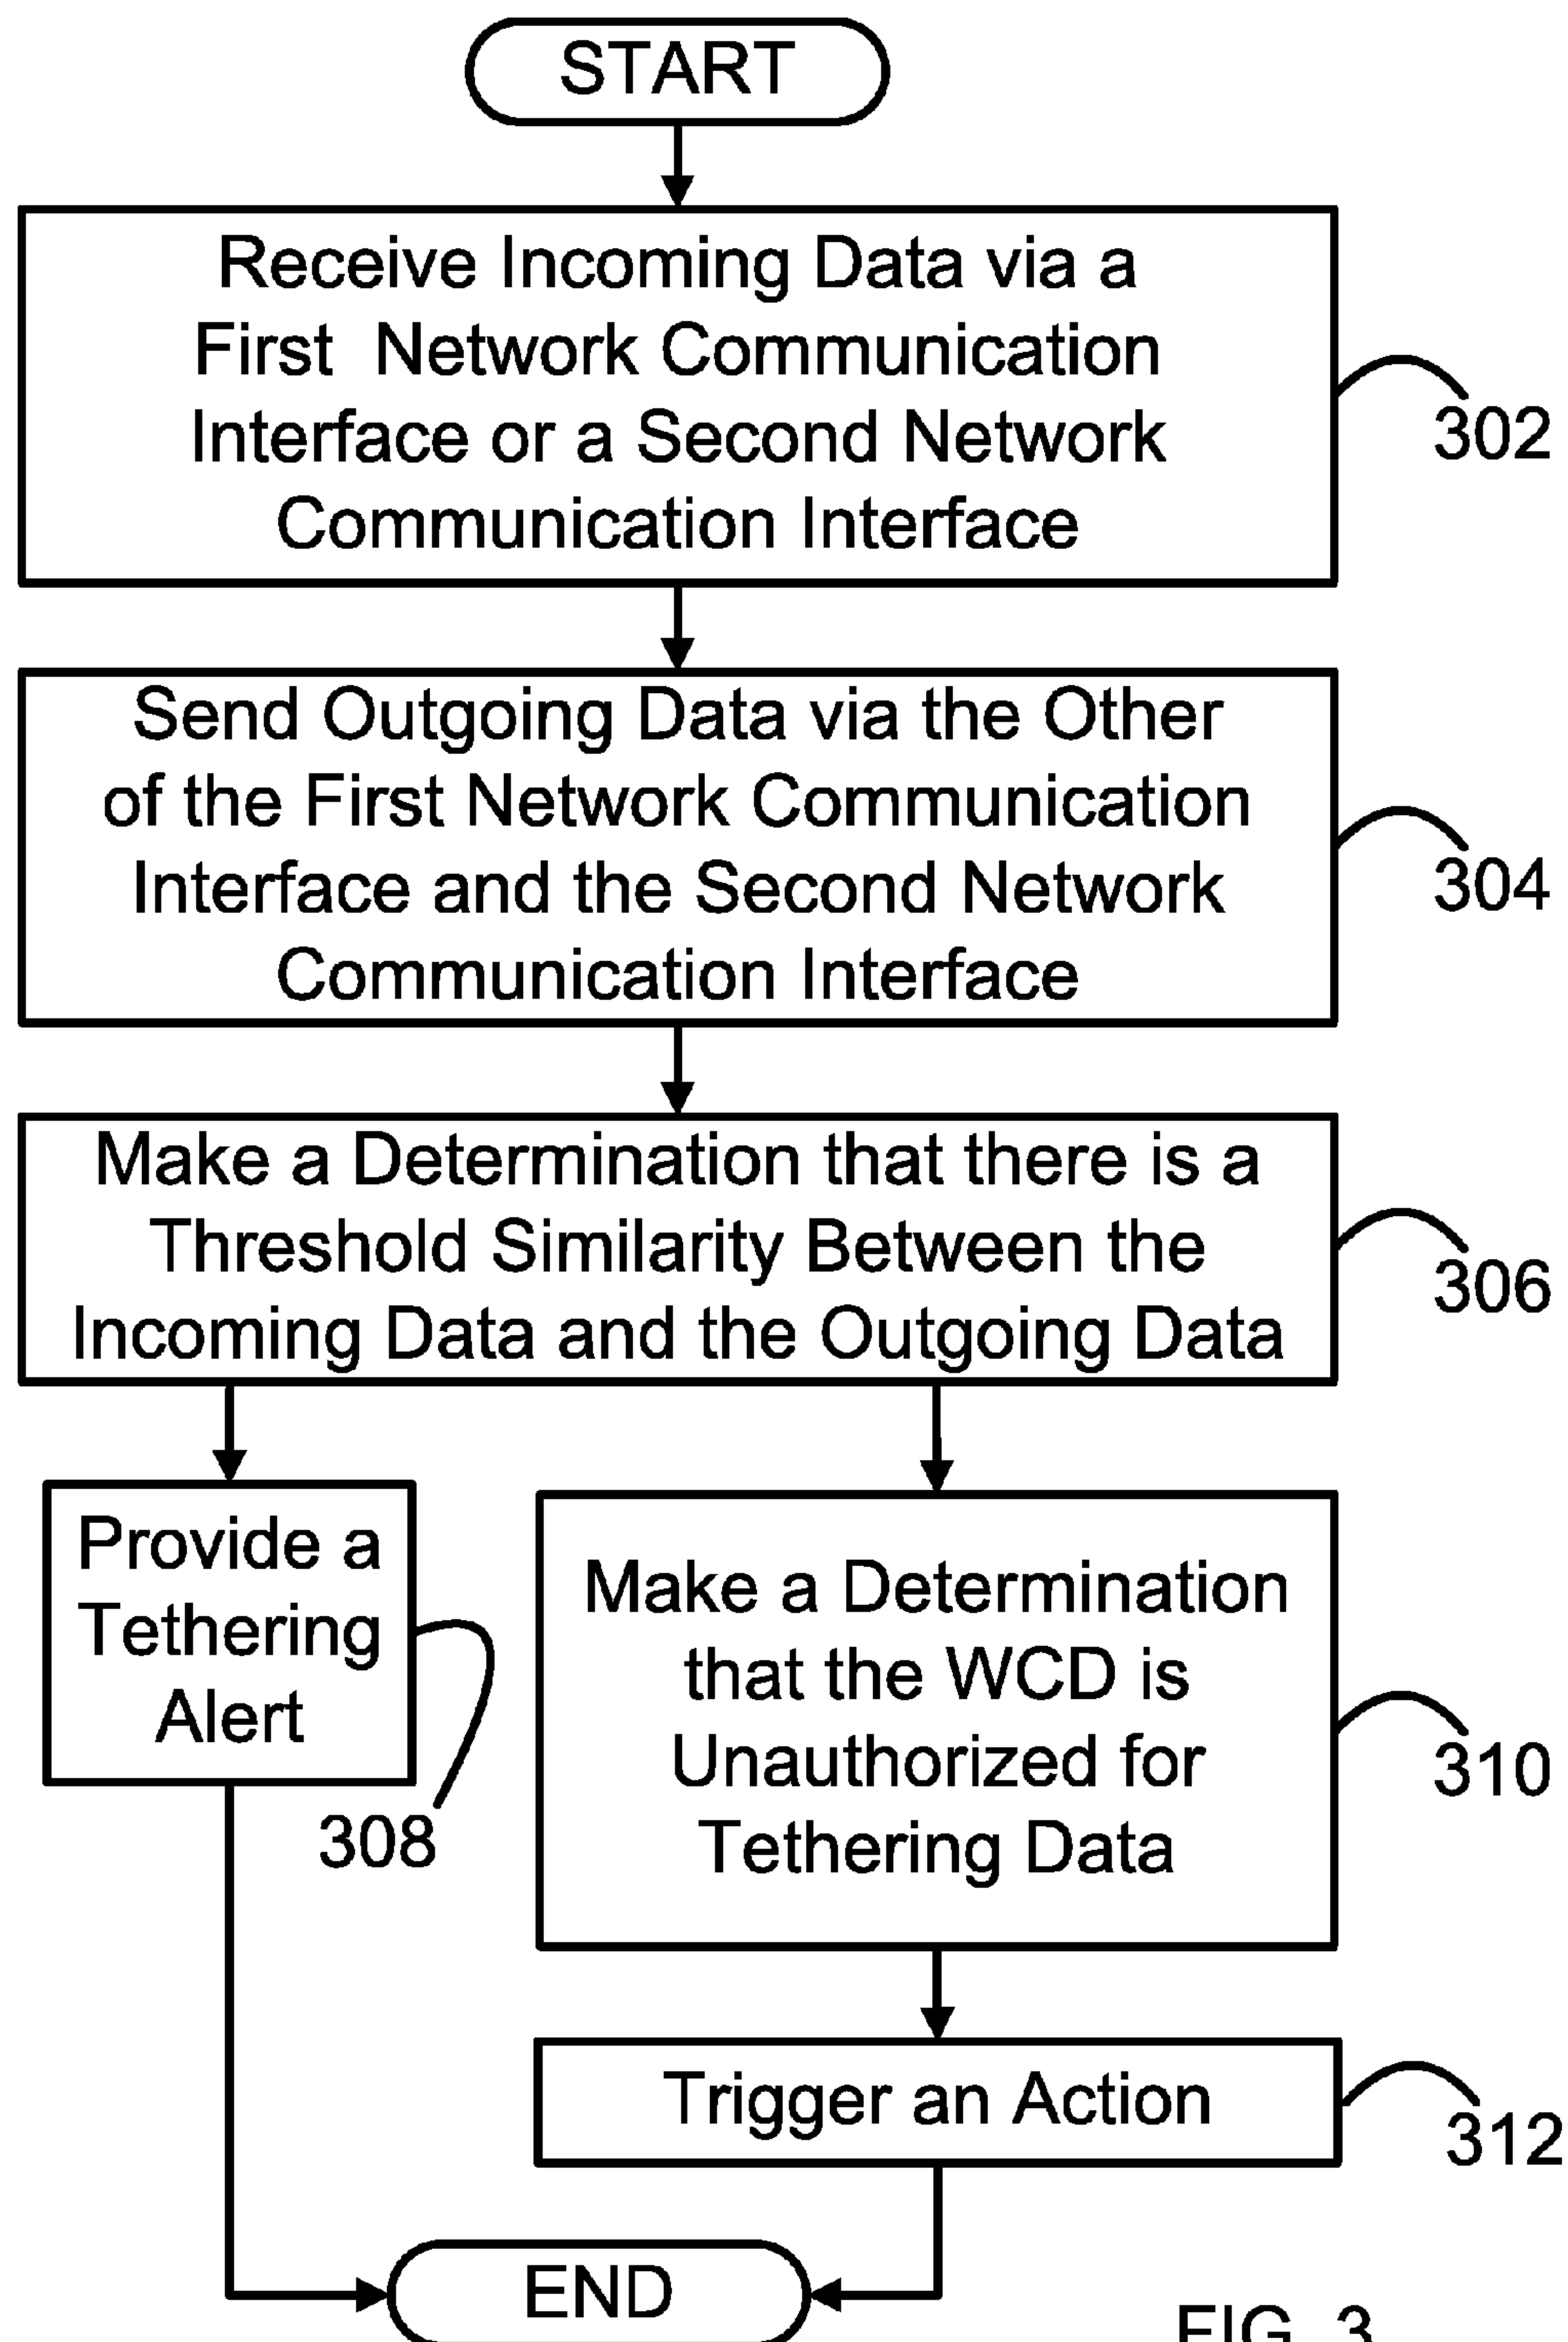 START
Receive Incoming Data via a
First Network Communication
Interface or a Second Network
Communication Interface
302
Send Outgoing Data via the Other
of the First Network Communication
Interface and the Second Network
Communication Interface
304
Make a Determination that there is a
Threshold Similarity Between the
Incoming Data and the Outgoing Data
306
Provide a
Tethering
Alert
308
Make a Determination
that the WCD is
Unauthorized for
Tethering Data
310
Trigger an Action
312
END
FIG. 3